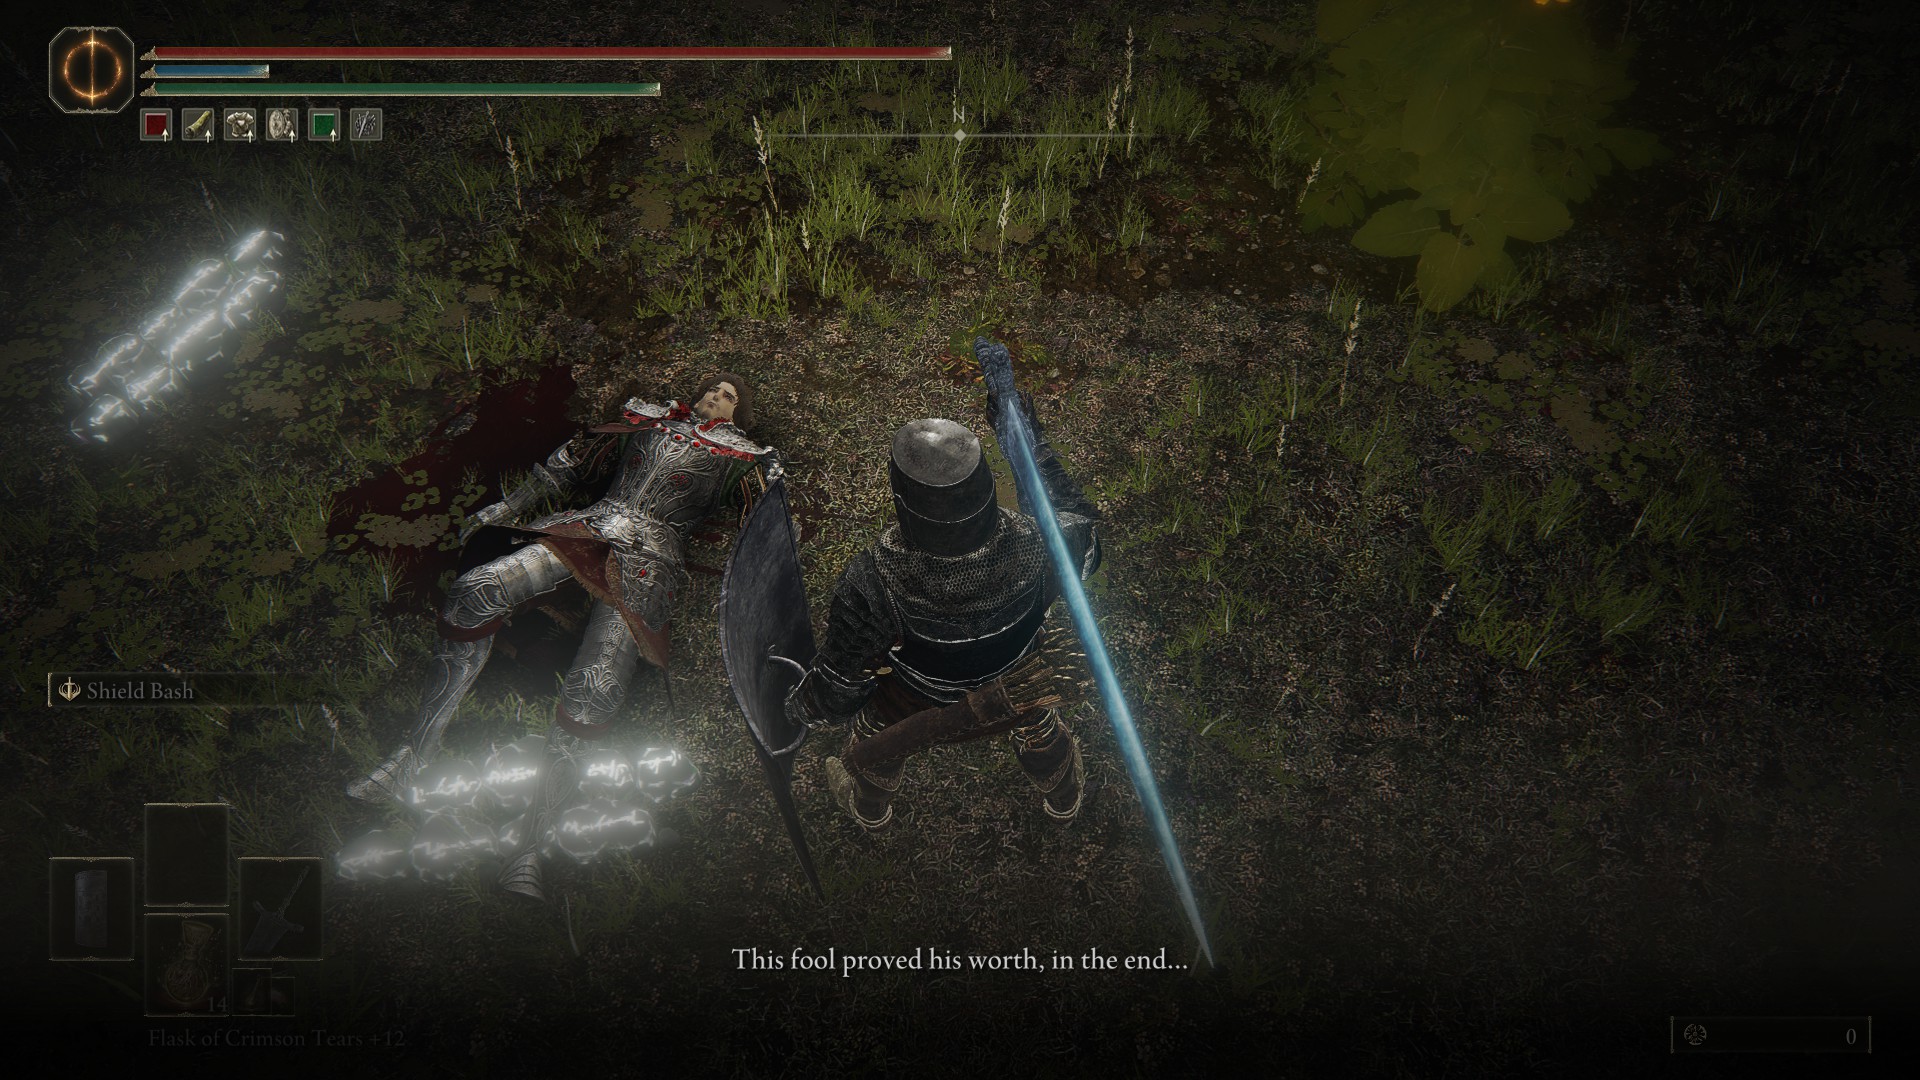 N
Shield Bash
This fool proved his worth, in the end...
14
Flask of Crimson Tears +12
0